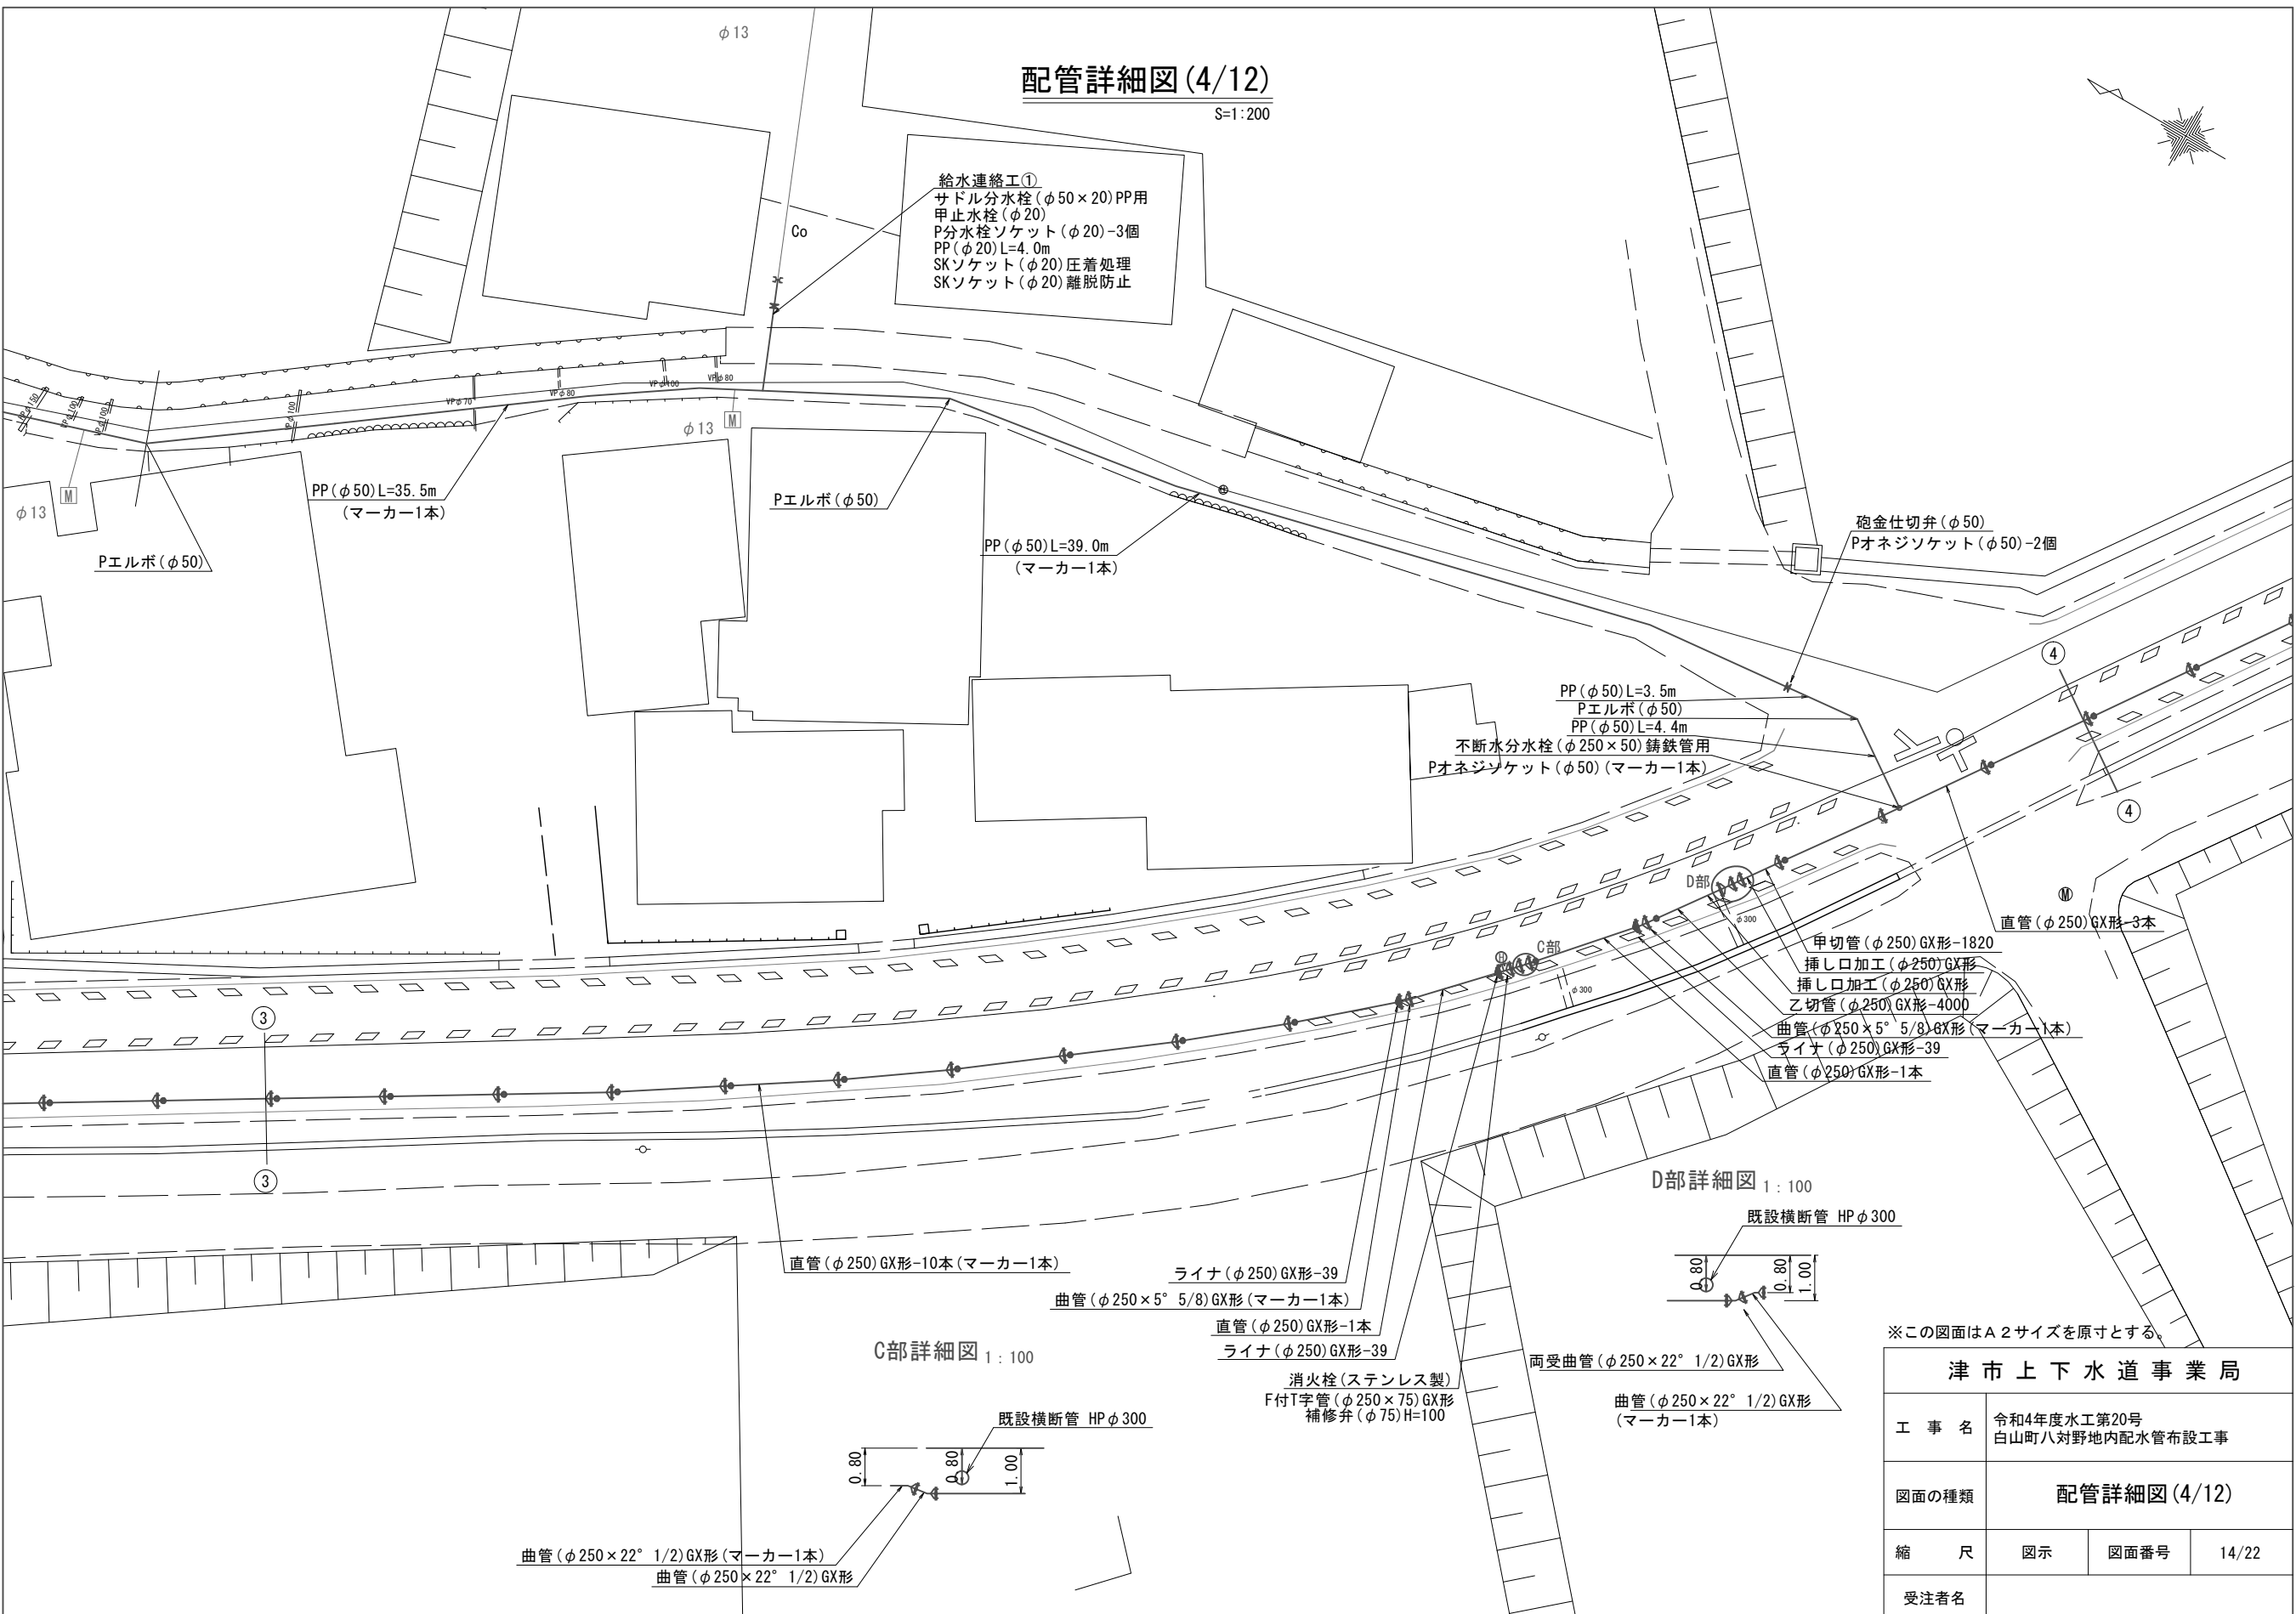 配管詳細図(4/12)
S=1:200
φ13
給水連絡工①
サドル分水栓(φ50×20)PP用
甲止水栓(φ20)
P分水栓ソケット(φ20)-3個
PP(φ20)L=4.0m
SKソケット(φ20)圧着処理
SKソケット(φ20)離脱防止
Co
VPφ150
VPφ100
VPφ100
VPφ100
VPφ70
VPφ80
VPφ100
VPφ80
φ13
M
M
φ13
PP(φ50)L=35.5m
(マーカー1本)
Pエルボ(φ50)
Pエルボ(φ50)
PP(φ50)L=39.0m
(マーカー1本)
H
砲金仕切弁(φ50)
Pオネジソケット(φ50)-2個
PP(φ50)L=3.5m
Pエルボ(φ50)
PP(φ50)L=4.4m
不断水分水栓(φ250×50)鋳鉄管用
Pオネジソケット(φ50)(マーカー1本)
4
4
D部
φ300
M
直管(φ250)GX形-3本
甲切管(φ250)GX形-1820
挿し口加工(φ250)GX形
挿し口加工(φ250)GX形
乙切管(φ250)GX形-4000
曲管(φ250×5°5/8)GX形(マーカー1本)
ライナ(φ250)GX形-39
直管(φ250)GX形-1本
C部
H
φ300
3
3
直管(φ250)GX形-10本(マーカー1本)
ライナ(φ250)GX形-39
曲管(φ250×5°5/8)GX形(マーカー1本)
直管(φ250)GX形-1本
ライナ(φ250)GX形-39
消火栓(ステンレス製)
F付T字管(φ250×75)GX形
補修弁(φ75)H=100
D部詳細図 1:100
既設横断管 HPφ300
0.80
0.80
1.00
両受曲管(φ250×22°1/2)GX形
曲管(φ250×22°1/2)GX形
(マーカー1本)
C部詳細図 1:100
既設横断管 HPφ300
0.80
0.80
1.00
曲管(φ250×22°1/2)GX形(マーカー1本)
曲管(φ250×22°1/2)GX形
※この図面はA2サイズを原寸とする。
津市上下水道事業局
工事名 令和4年度水工第20号
白山町八対野地内配水管布設工事
図面の種類 配管詳細図(4/12)
縮尺 図示 図面番号 14/22
受注者名